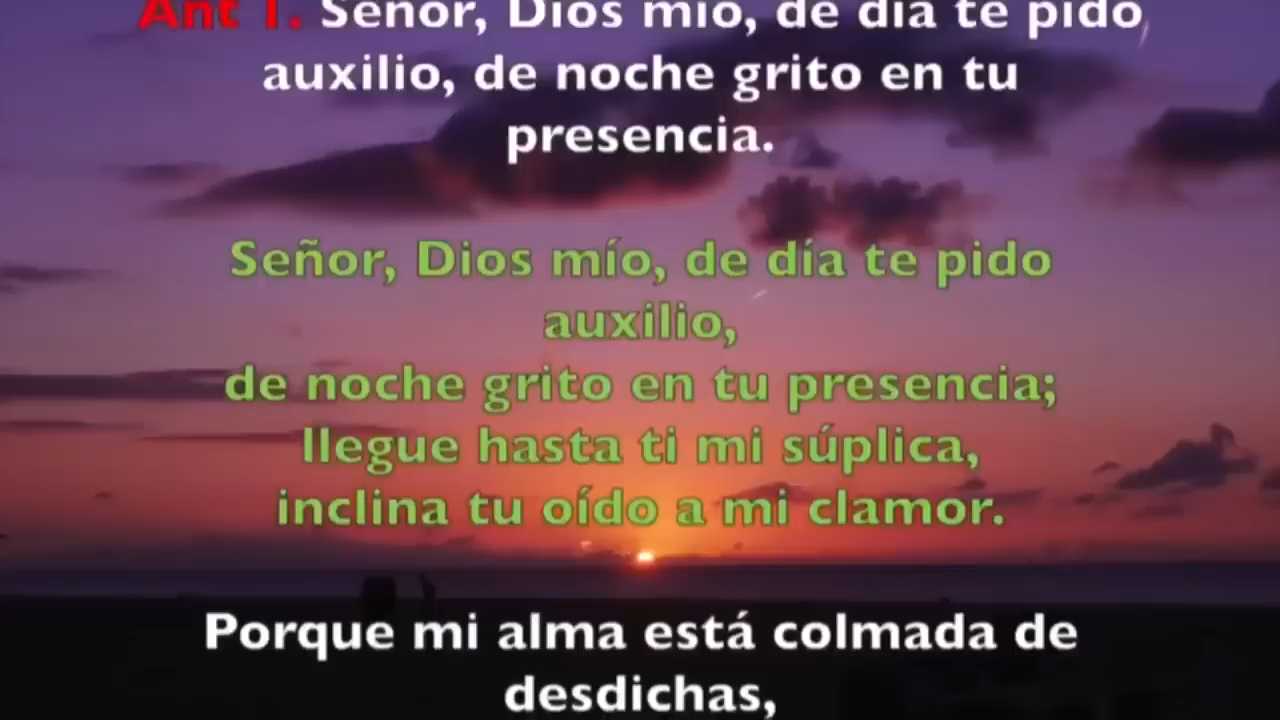 Ant 1. Señor, Dios mío, de día te pido
auxilio, de noche grito en tu
presencia.
Señor, Dios mío, de día te pido
auxilio,
de noche grito en tu presencia;
llegue hasta ti mi súplica,
inclina tu oído a mi clamor.
Porque mi alma está colmada de
desdichas,